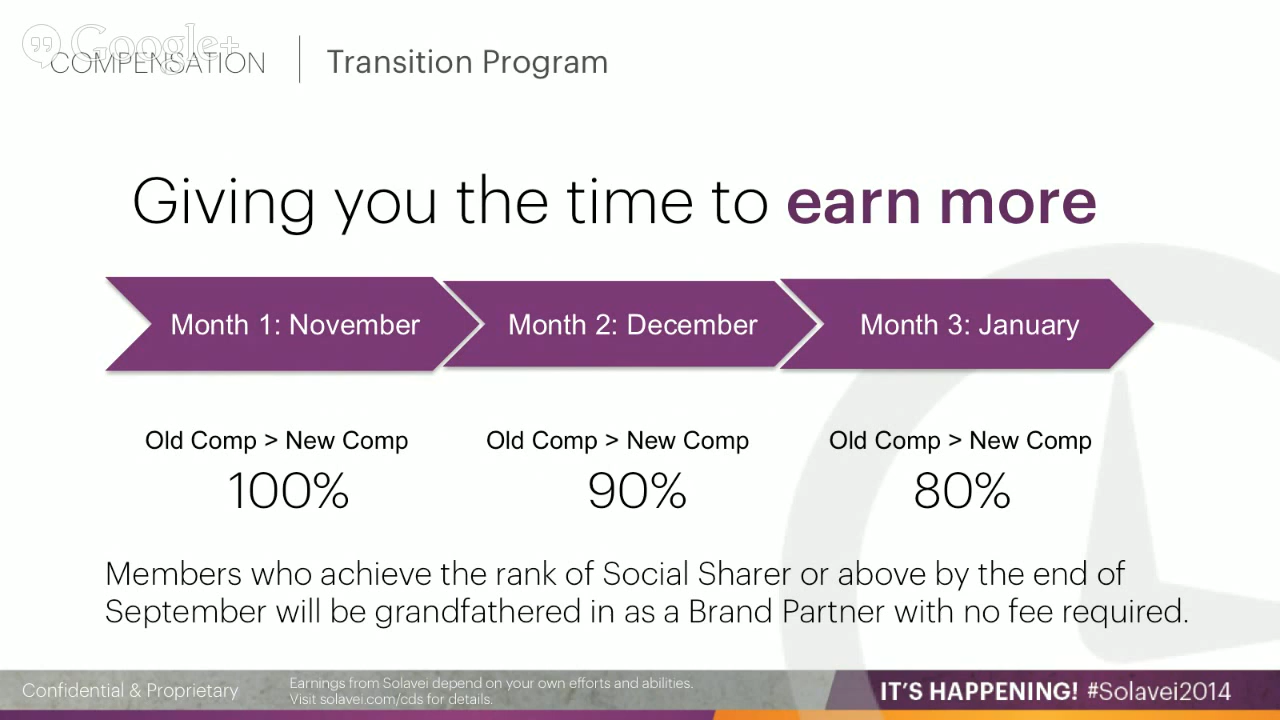 Google+
COMPENSATION
Transition Program
Giving you the time to earn more
Month 1: November
Month 2: December
Month 3: January
Old Comp > New Comp
100%
Old Comp > New Comp
90%
Old Comp > New Comp
80%
Members who achieve the rank of Social Sharer or above by the end of
September will be grandfathered in as a Brand Partner with no fee required.
Confidential & Proprietary
Earnings from Solavei depend on your own efforts and abilities.
Visit solavei.com/cds for details.
IT'S HAPPENING! #Solavei2014